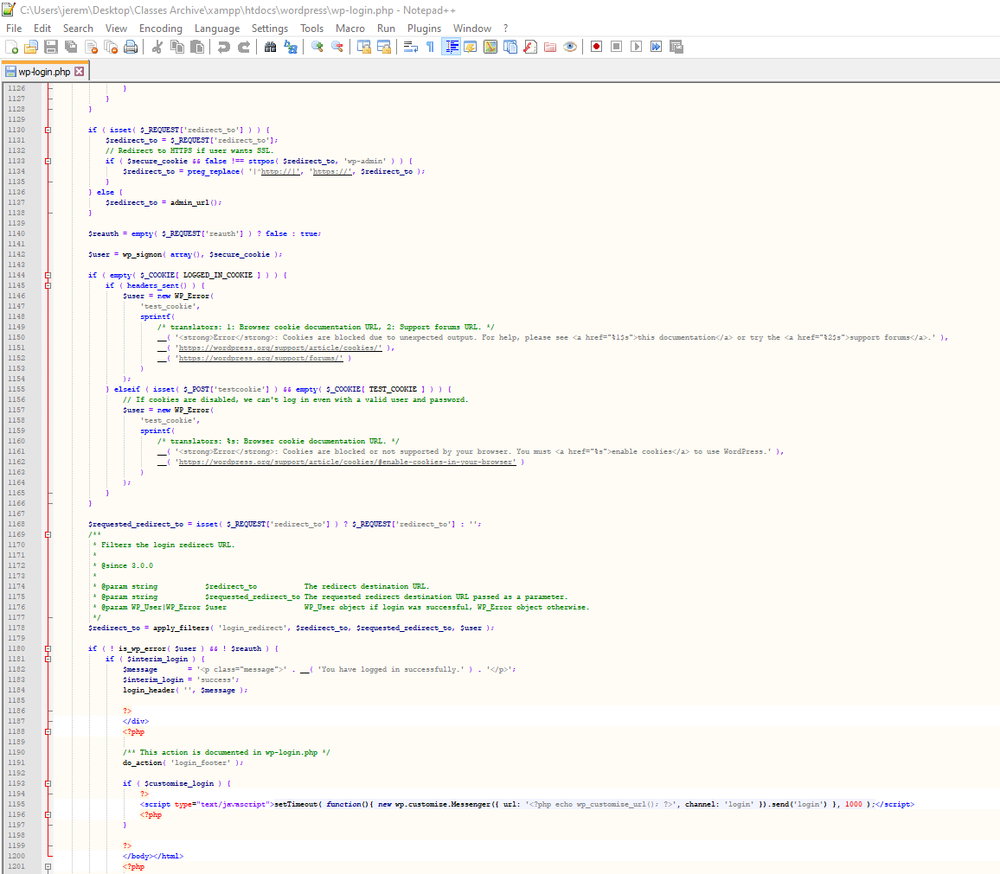 C:\Users\jerem\Desktop\Classes Archive\xampp\htdocs\wordpress\wp-login.php - Notepad++
File Edit Search View Encoding Language Settings Tools Macro Run Plugins Window ?
wp-login.php
1126 }
1127 }
1128 }
1129
1130 if ( isset( $_REQUEST['redirect_to'] ) ) {
1131 $redirect_to = $_REQUEST['redirect_to'];
1132 // Redirect to HTTPS if user wants SSL.
1133 if ( $secure_cookie && false !== strpos( $redirect_to, 'wp-admin' ) ) {
1134 $redirect_to = preg_replace( '|^http://|', 'https://', $redirect_to );
1135 }
1136 } else {
1137 $redirect_to = admin_url();
1138 }
1139
1140 $reauth = empty( $_REQUEST['reauth'] ) ? false : true;
1141
1142 $user = wp_signon( array(), $secure_cookie );
1143
1144 if ( empty( $_COOKIE[ LOGGED_IN_COOKIE ] ) ) {
1145 if ( headers_sent() ) {
1146 $user = new WP_Error(
1147 'test_cookie',
1148 sprintf(
1149 /* translators: 1: Browser cookie documentation URL, 2: Support forums URL. */
1150 __( '<strong>Error</strong>: Cookies are blocked due to unexpected output. For help, please see <a href="%1$s">this documentation</a> or try the <a href="%2$s">support forums</a>.' ),
1151 __( 'https://wordpress.org/support/article/cookies/' ),
1152 __( 'https://wordpress.org/support/forums/' )
1153 )
1154 );
1155 } elseif ( isset( $_POST['testcookie'] ) && empty( $_COOKIE[ TEST_COOKIE ] ) ) {
1156 // If cookies are disabled, we can't log in even with a valid user and password.
1157 $user = new WP_Error(
1158 'test_cookie',
1159 sprintf(
1160 /* translators: %s: Browser cookie documentation URL. */
1161 __( '<strong>Error</strong>: Cookies are blocked or not supported by your browser. You must <a href="%s">enable cookies</a> to use WordPress.' ),
1162 __( 'https://wordpress.org/support/article/cookies/#enable-cookies-in-your-browser' )
1163 )
1164 );
1165 }
1166 }
1167
1168 $requested_redirect_to = isset( $_REQUEST['redirect_to'] ) ? $_REQUEST['redirect_to'] : '';
1169 /**
1170 * Filters the login redirect URL.
1171 *
1172 * @since 3.0.0
1173 *
1174 * @param string $redirect_to The redirect destination URL.
1175 * @param string $requested_redirect_to The requested redirect destination URL passed as a parameter.
1176 * @param WP_User|WP_Error $user WP_User object if login was successful, WP_Error object otherwise.
1177 */
1178 $redirect_to = apply_filters( 'login_redirect', $redirect_to, $requested_redirect_to, $user );
1179
1180 if ( ! is_wp_error( $user ) && ! $reauth ) {
1181 if ( $interim_login ) {
1182 $message = '<p class="message">' . __( 'You have logged in successfully.' ) . '</p>';
1183 $interim_login = 'success';
1184 login_header( '', $message );
1185
1186 ?>
1187 </div>
1188 <?php
1189
1190 /** This action is documented in wp-login.php */
1191 do_action( 'login_footer' );
1192
1193 if ( $customize_login ) {
1194 ?>
1195 <script type="text/javascript">setTimeout( function(){ new wp.customize.Messenger({ url: '<?php echo wp_customize_url(); ?>', channel: 'login' }).send('login') }, 1000 );</script>
1196 <?php
1197 }
1198
1199 ?>
1200 </body></html>
1201 <?php